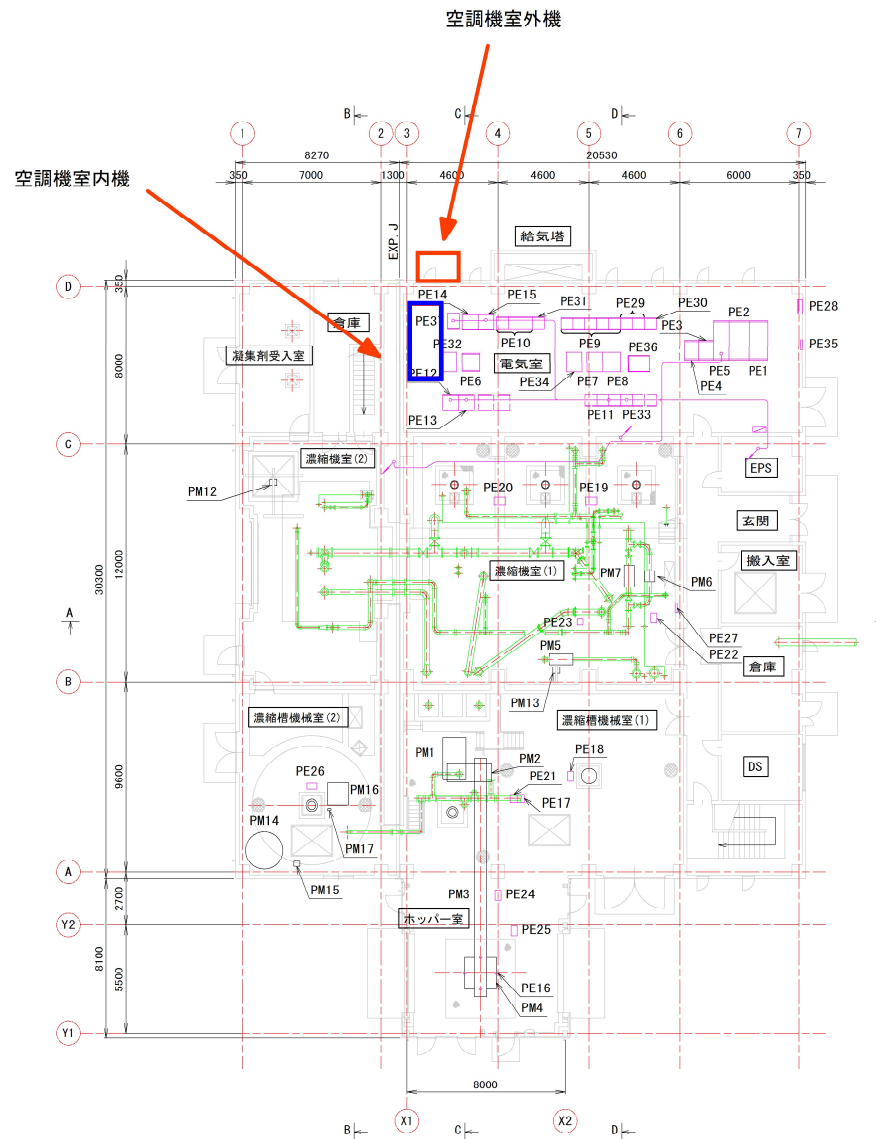 空調機室外機
B
C
D
1
2
3
4
5
6
7
8270
20530
350
7000
1300
4600
4600
4600
6000
350
空調機室内機
EXP.J
給気塔
D
350
PE14
PE15
PE31
PE29
PE30
PE2
PE28
倉庫
PE37
PE3
凝集剤受入室
PE32
PE10
PE9
PE36
PE35
8000
電気室
PE12
PE6
PE34
PE7
PE8
PE5
PE1
PE4
PE13
PE11
PE33
C
濃縮機室(2)
EPS
PM12
PE20
PE19
玄関
30300
12000
濃縮機室(1)
PM7
PM6
搬入室
A
PE23
PE27
PE22
PM5
倉庫
B
PM13
濃縮槽機械室(2)
濃縮槽機械室(1)
PM1
PM2
PE18
DS
9600
PE26
PM16
PE21
PE17
PM14
PM17
A
PM15
2700
PM3
PE24
ホッパー室
Y2
PE25
8100
5500
PE16
PM4
Y1
8000
X1
X2
B
C
D